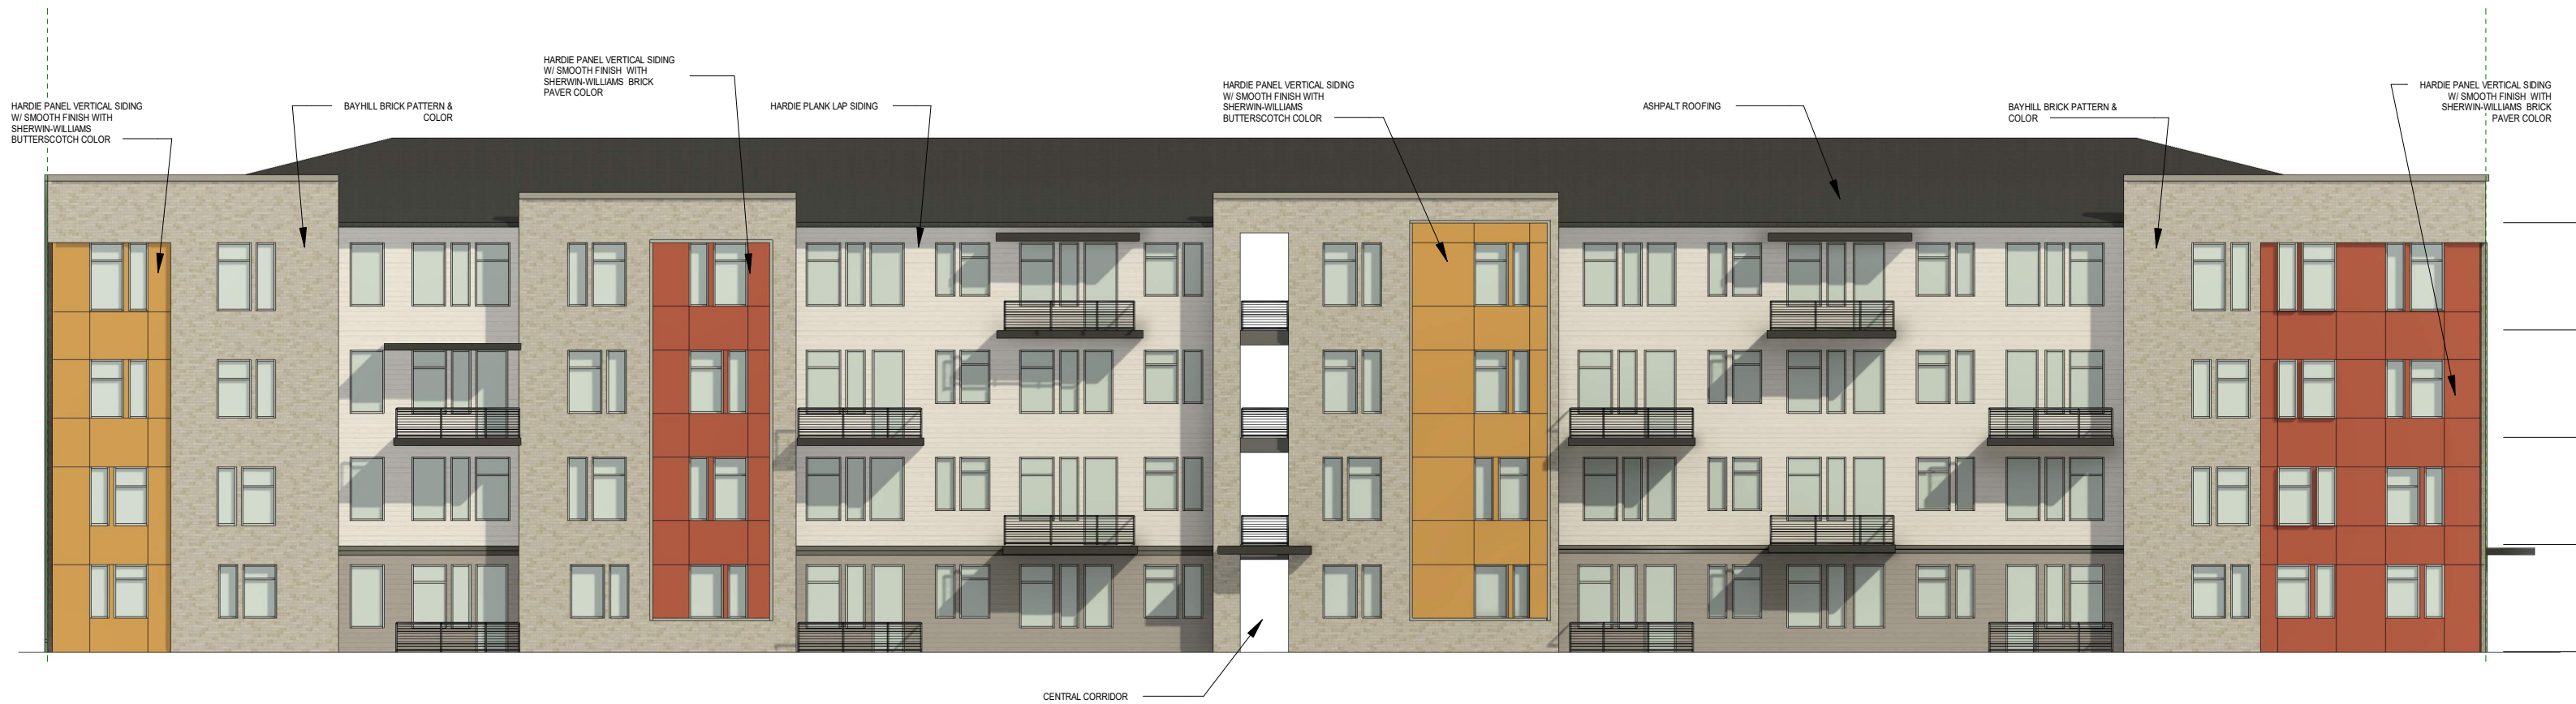 HARDIE PANEL VERTICAL SIDING
W/ SMOOTH FINISH WITH
SHERWIN-WILLIAMS
BUTTERSCOTCH COLOR
BAYHILL BRICK PATTERN &
COLOR
HARDIE PANEL VERTICAL SIDING
W/ SMOOTH FINISH WITH
SHERWIN-WILLIAMS BRICK
PAVER COLOR
HARDIE PLANK LAP SIDING
HARDIE PANEL VERTICAL SIDING
W/ SMOOTH FINISH WITH
SHERWIN-WILLIAMS
BUTTERSCOTCH COLOR
ASHPALT ROOFING
BAYHILL BRICK PATTERN &
COLOR
HARDIE PANEL VERTICAL SIDING
W/ SMOOTH FINISH WITH
SHERWIN-WILLIAMS BRICK
PAVER COLOR
CENTRAL CORRIDOR